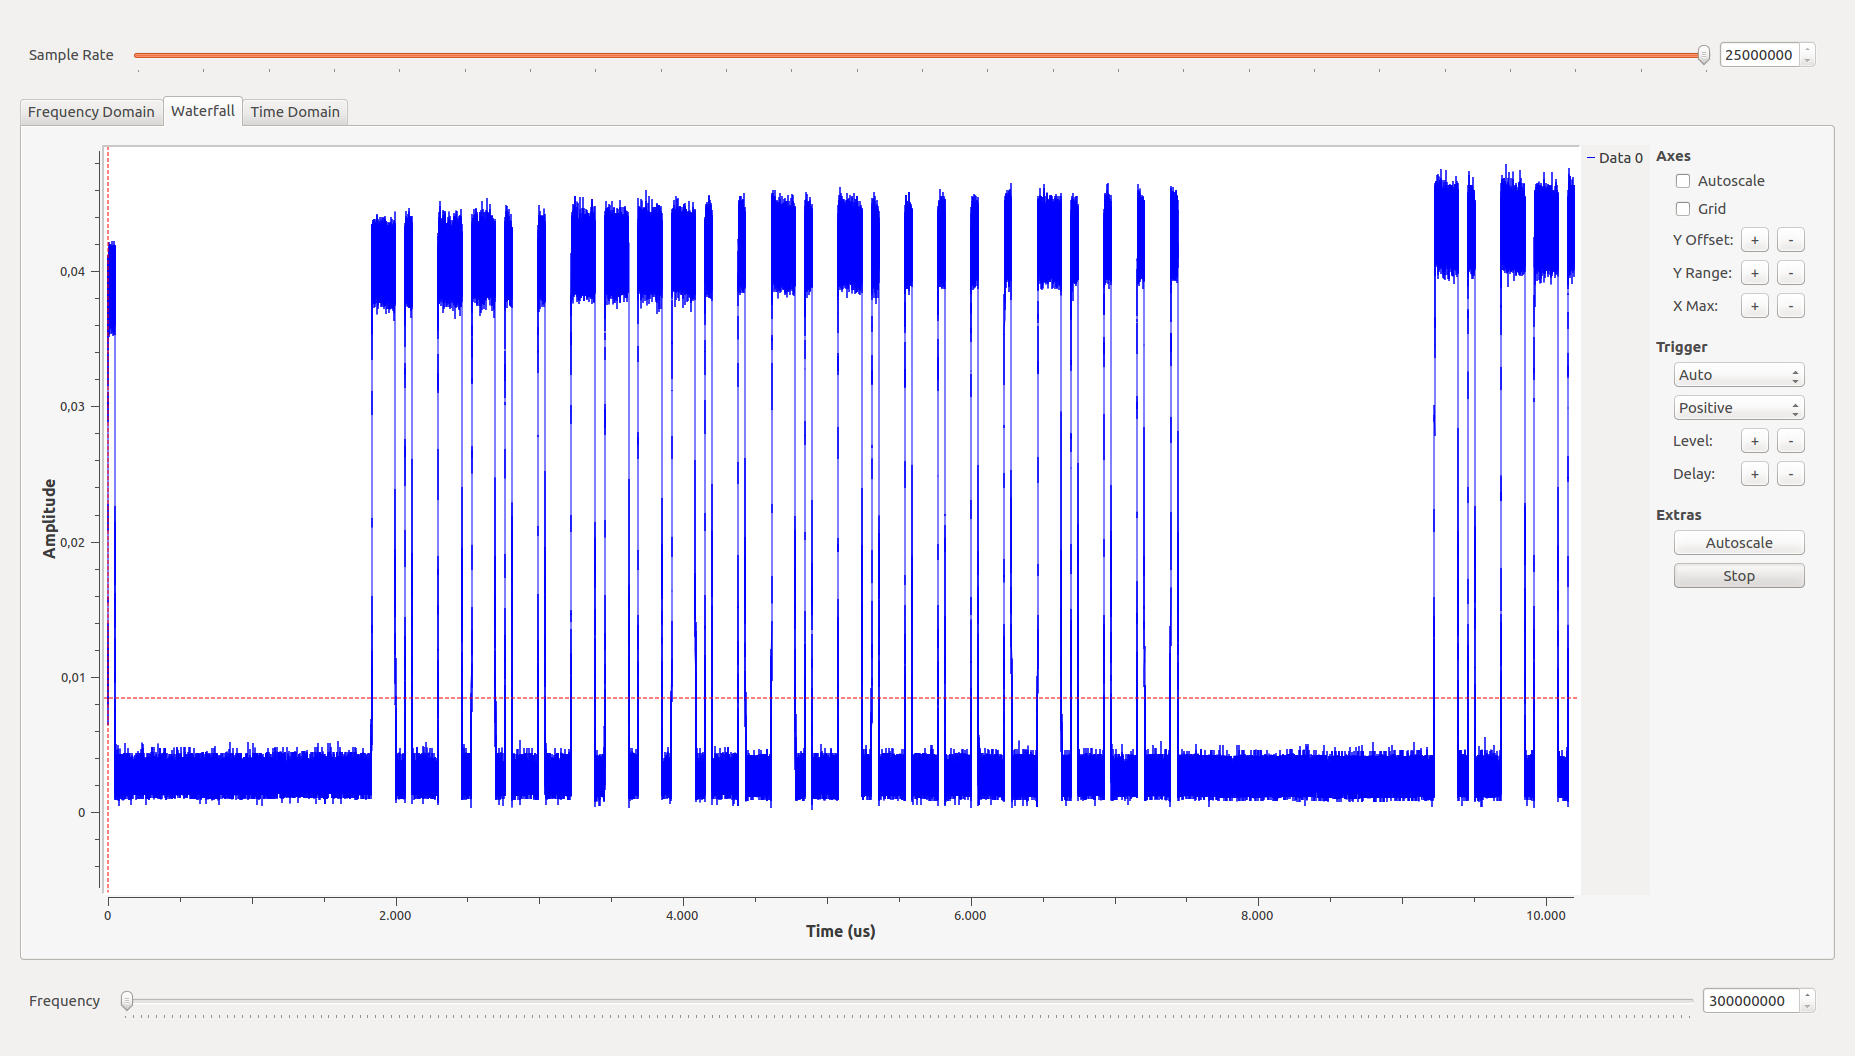 Sample Rate 25000000
Frequency Domain Waterfall Time Domain
Data 0
Axes
Autoscale
Grid
Y Offset: + -
Y Range: + -
X Max: + -
Trigger
Auto
Positive
Level: + -
Delay: + -
Extras
Autoscale
Stop
Amplitude
0,04
0,03
0,02
0,01
0
0 2.000 4.000 6.000 8.000 10.000
Time (us)
Frequency 300000000